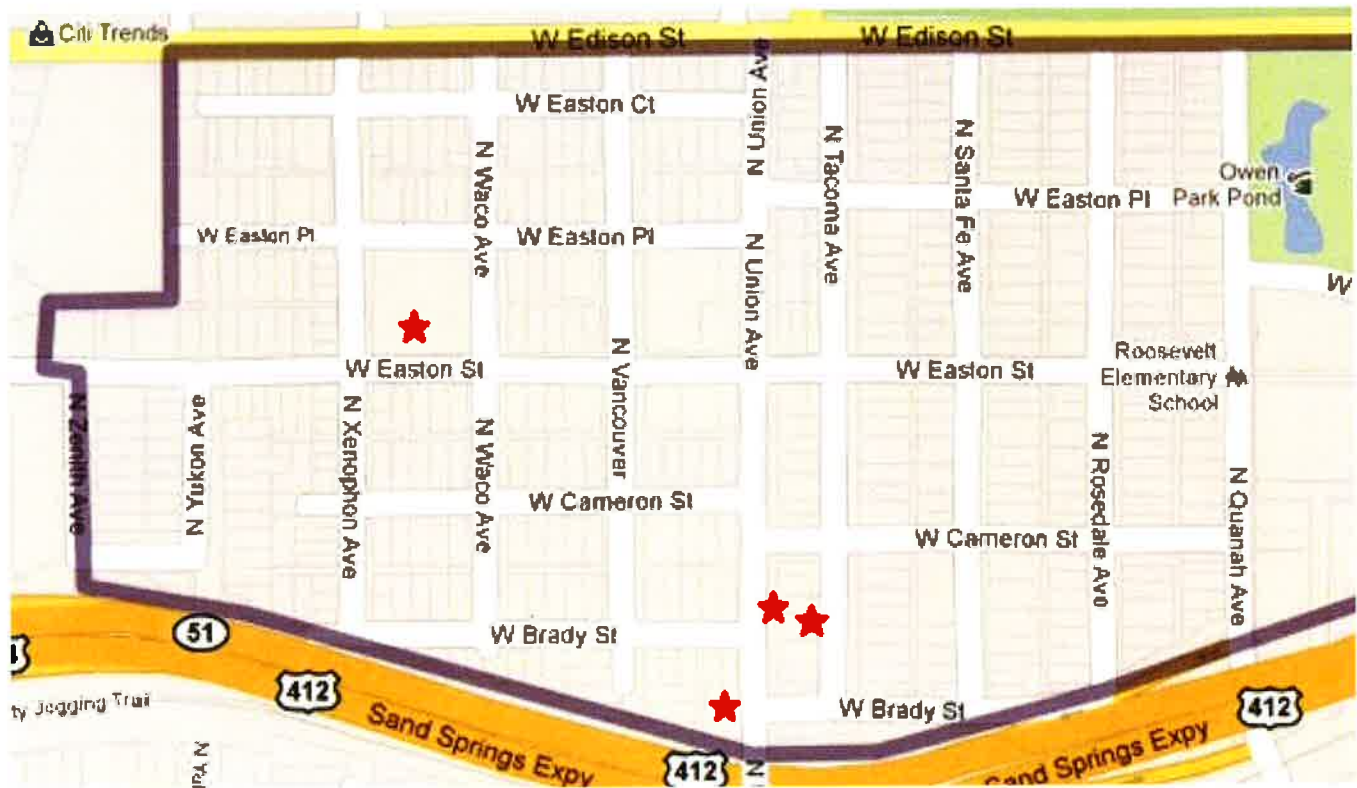 Citi Trends
W Edison St
W Edison St
W Easton Ct
N Union Ave
N Waco Ave
N Tacoma Ave
N Santa Fe Ave
Owen
Park Pond
W Easton Pl
W Easton Pl
W Easton Pl
N Union Ave
W
N Vancouver
W Easton St
W Easton St
Roosevelt
Elementary
School
N Zenith Ave
N Yukon Ave
N Xenophon Ave
N Waco Ave
W Cameron St
W Cameron St
N Rosedale Ave
N Quanah Ave
W Brady St
51
412
ty Jogging Trail
W Brady St
412
Sand Springs Expy
412
N
Sand Springs Expy